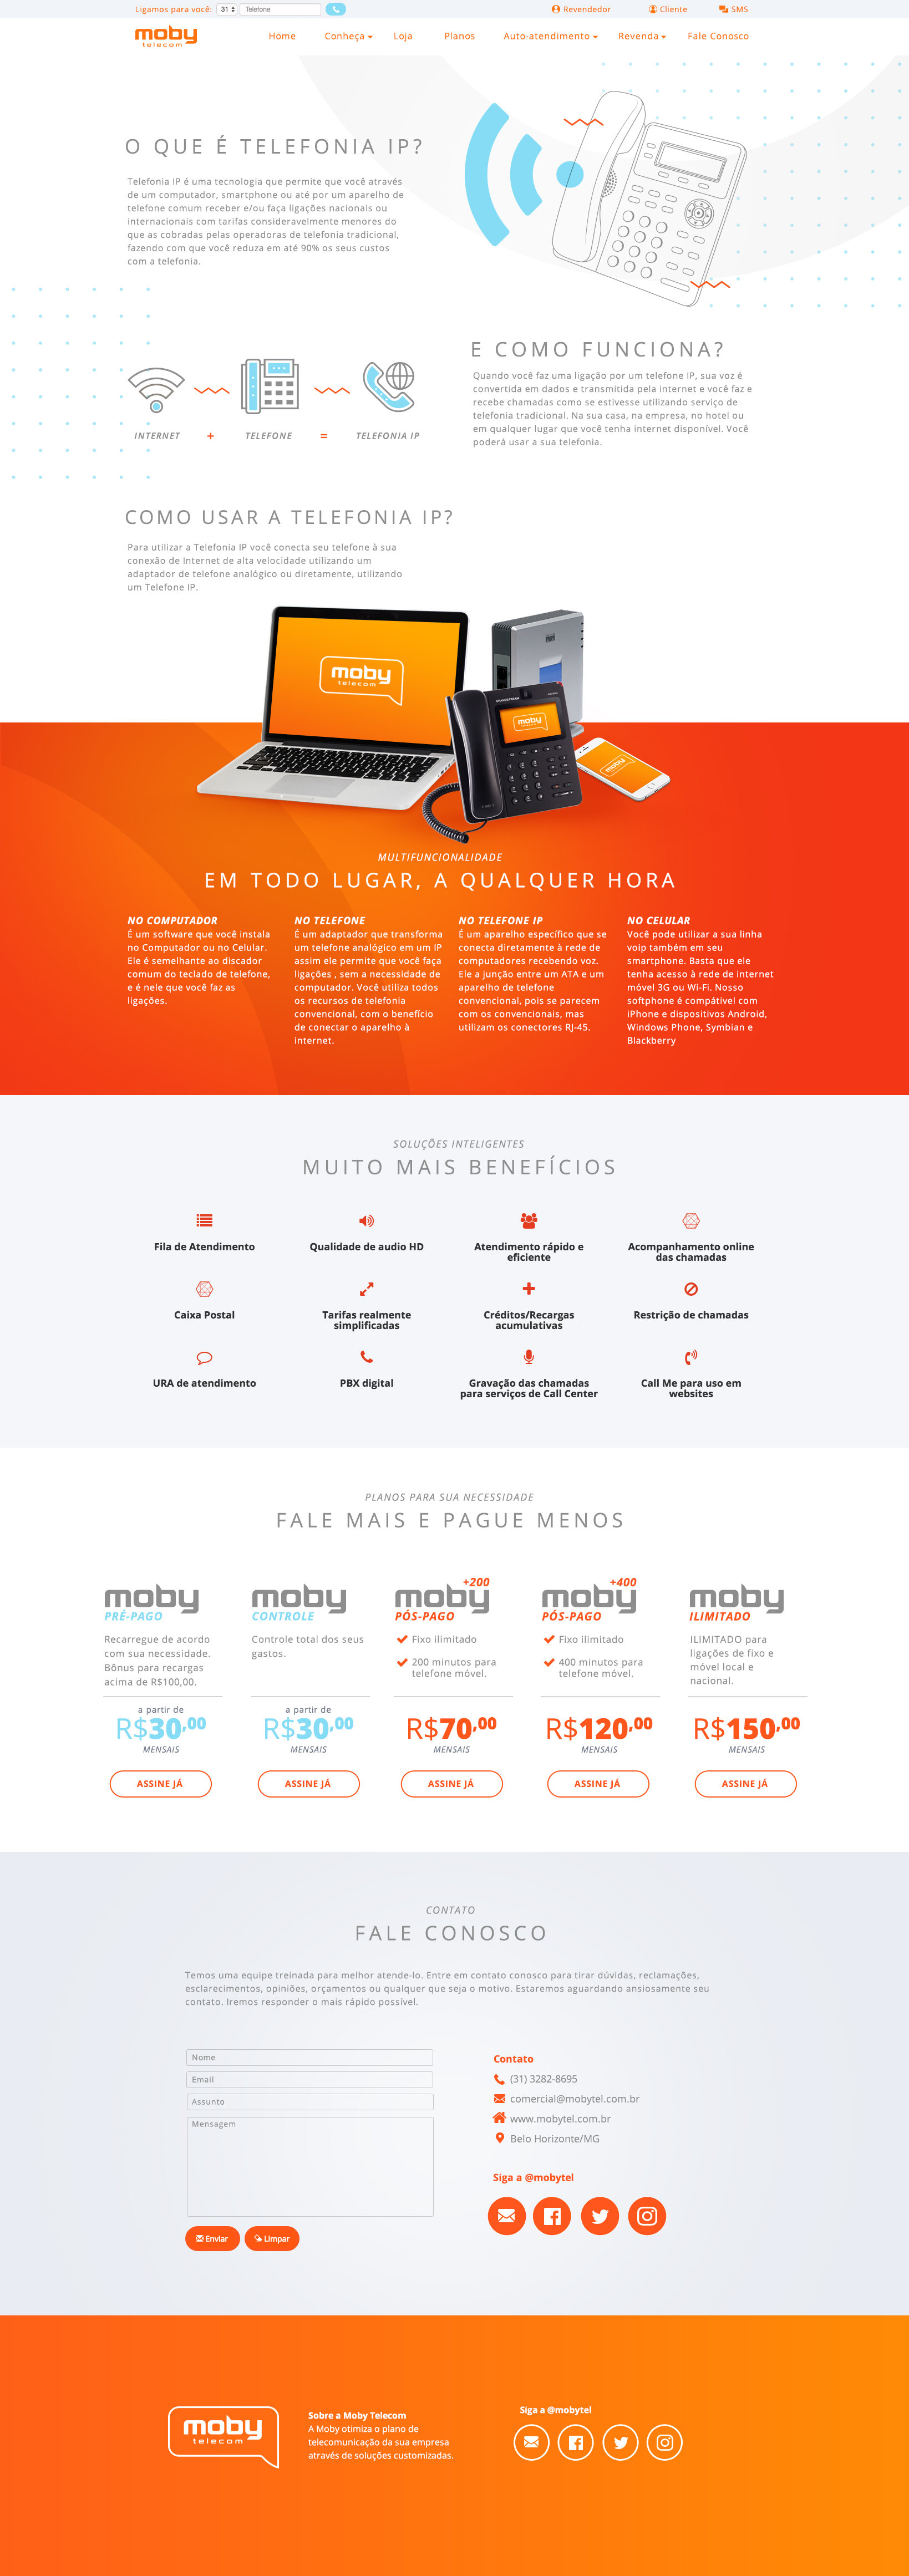 Ligamos para você: 31 Telefone
Revendedor Cliente SMS
moby
telecom
Home Conheça Loja Planos Auto-atendimento Revenda Fale Conosco
O QUE É TELEFONIA IP?
Telefonia IP é uma tecnologia que permite que você através
de um computador, smartphone ou até por um aparelho de
telefone comum receber e/ou faça ligações nacionais ou
internacionais com tarifas consideravelmente menores do
que as cobradas pelas operadoras de telefonia tradicional,
fazendo com que você reduza em até 90% os seus custos
com a telefonia.
E COMO FUNCIONA?
Quando você faz uma ligação por um telefone IP, sua voz é
convertida em dados e transmitida pela internet e você faz e
recebe chamadas como se estivesse utilizando serviço de
telefonia tradicional. Na sua casa, na empresa, no hotel ou
em qualquer lugar que você tenha internet disponível. Você
poderá usar a sua telefonia.
INTERNET + TELEFONE = TELEFONIA IP
COMO USAR A TELEFONIA IP?
Para utilizar a Telefonia IP você conecta seu telefone à sua
conexão de Internet de alta velocidade utilizando um
adaptador de telefone analógico ou diretamente, utilizando
um Telefone IP.
moby
telecom
moby
telecom
moby
MULTIFUNCIONALIDADE
EM TODO LUGAR, A QUALQUER HORA
NO COMPUTADOR
É um software que você instala
no Computador ou no Celular.
Ele é semelhante ao discador
comum do teclado de telefone,
e é nele que você faz as
ligações.
NO TELEFONE
É um adaptador que transforma
um telefone analógico em um IP
assim ele permite que você faça
ligações , sem a necessidade de
computador. Você utiliza todos
os recursos de telefonia
convencional, com o benefício
de conectar o aparelho à
internet.
NO TELEFONE IP
É um aparelho específico que se
conecta diretamente à rede de
computadores recebendo voz.
Ele a junção entre um ATA e um
aparelho de telefone
convencional, pois se parecem
com os convencionais, mas
utilizam os conectores RJ-45.
NO CELULAR
Você pode utilizar a sua linha
voip também em seu
smartphone. Basta que ele
tenha acesso à rede de internet
móvel 3G ou Wi-Fi. Nosso
softphone é compátivel com
iPhone e dispositivos Android,
Windows Phone, Symbian e
Blackberry
SOLUÇÕES INTELIGENTES
MUITO MAIS BENEFÍCIOS
Fila de Atendimento
Qualidade de audio HD
Atendimento rápido e
eficiente
Acompanhamento online
das chamadas
Caixa Postal
Tarifas realmente
simplificadas
Créditos/Recargas
acumulativas
Restrição de chamadas
URA de atendimento
PBX digital
Gravação das chamadas
para serviços de Call Center
Call Me para uso em
websites
PLANOS PARA SUA NECESSIDADE
FALE MAIS E PAGUE MENOS
moby
PRÉ-PAGO
Recarregue de acordo
com sua necessidade.
Bônus para recargas
acima de R$100,00.
a partir de
R$30,00
MENSAIS
ASSINE JÁ
moby
CONTROLE
Controle total dos seus
gastos.
a partir de
R$30,00
MENSAIS
ASSINE JÁ
+200
moby
PÓS-PAGO
Fixo ilimitado
200 minutos para
telefone móvel.
R$70,00
MENSAIS
ASSINE JÁ
+400
moby
PÓS-PAGO
Fixo ilimitado
400 minutos para
telefone móvel.
R$120,00
MENSAIS
ASSINE JÁ
moby
ILIMITADO
ILIMITADO para
ligações de fixo e
móvel local e
nacional.
R$150,00
MENSAIS
ASSINE JÁ
CONTATO
FALE CONOSCO
Temos uma equipe treinada para melhor atende-lo. Entre em contato conosco para tirar dúvidas, reclamações,
esclarecimentos, opiniões, orçamentos ou qualquer que seja o motivo. Estaremos aguardando ansiosamente seu
contato. Iremos responder o mais rápido possível.
Nome
Email
Assunto
Mensagem
Enviar Limpar
Contato
(31) 3282-8695
comercial@mobytel.com.br
www.mobytel.com.br
Belo Horizonte/MG
Siga a @mobytel
moby
telecom
Sobre a Moby Telecom
A Moby otimiza o plano de
telecomunicação da sua empresa
através de soluções customizadas.
Siga a @mobytel